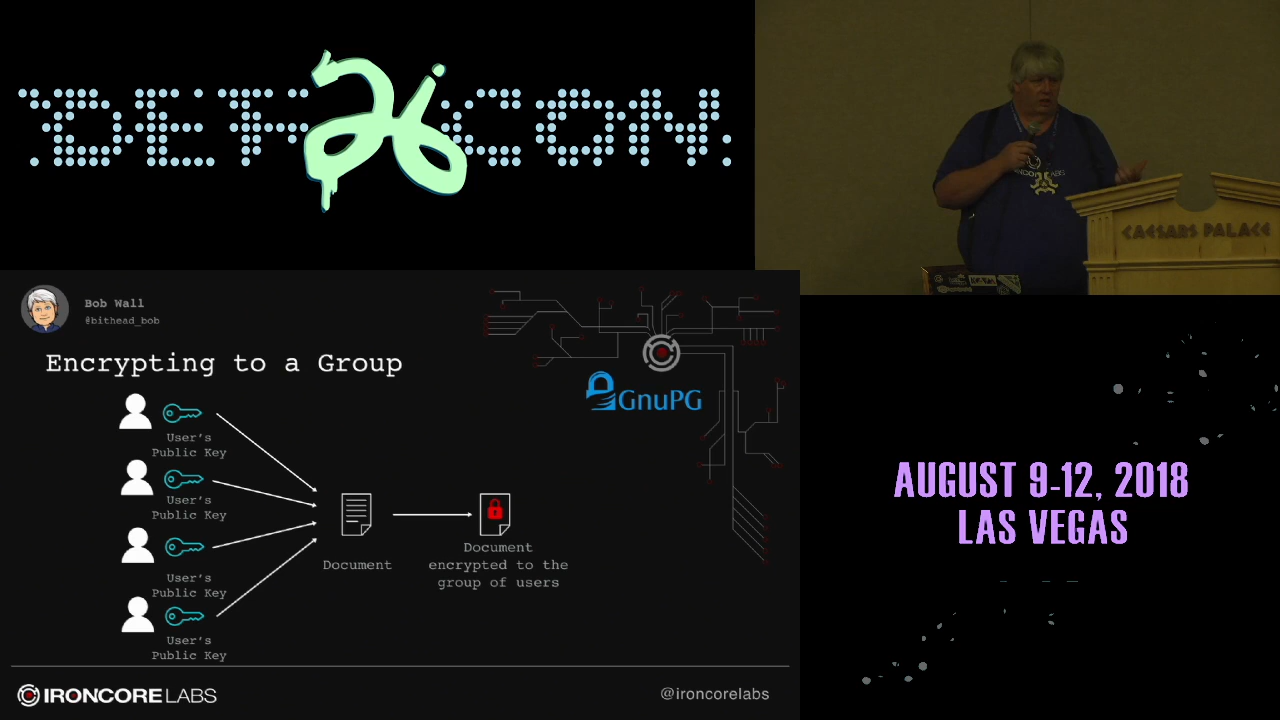 DEF 26 CON
CAESARS PALACE
Bob Wall
@bithead_bob
Encrypting to a Group
GnuPG
User's
Public Key
User's
Public Key
User's
Public Key
User's
Public Key
Document
Document
encrypted to the
group of users
IRONCORE LABS
@ironcorelabs
AUGUST 9-12, 2018
LAS VEGAS